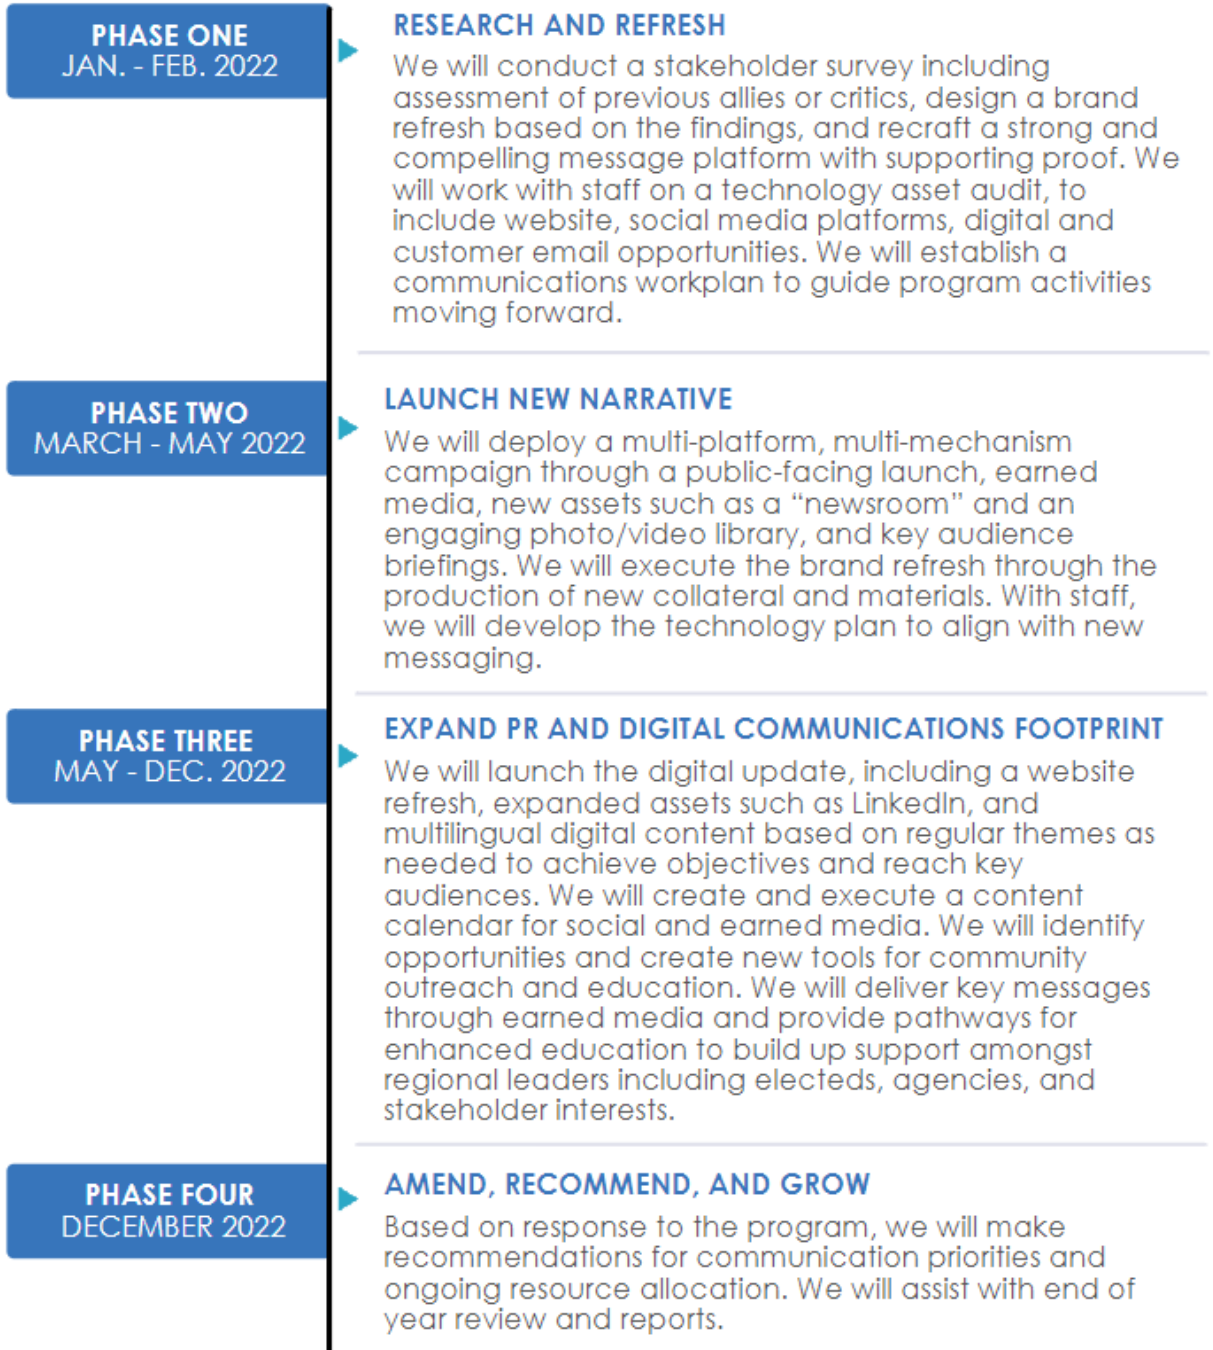 PHASE ONE
JAN. - FEB. 2022
RESEARCH AND REFRESH
We will conduct a stakeholder survey including
assessment of previous allies or critics, design a brand
refresh based on the findings, and recraft a strong and
compelling message platform with supporting proof. We
will work with staff on a technology asset audit, to
include website, social media platforms, digital and
customer email opportunities. We will establish a
communications workplan to guide program activities
moving forward.
PHASE TWO
MARCH - MAY 2022
LAUNCH NEW NARRATIVE
We will deploy a multi-platform, multi-mechanism
campaign through a public-facing launch, earned
media, new assets such as a “newsroom” and an
engaging photo/video library, and key audience
briefings. We will execute the brand refresh through the
production of new collateral and materials. With staff,
we will develop the technology plan to align with new
messaging.
PHASE THREE
MAY - DEC. 2022
EXPAND PR AND DIGITAL COMMUNICATIONS FOOTPRINT
We will launch the digital update, including a website
refresh, expanded assets such as LinkedIn, and
multilingual digital content based on regular themes as
needed to achieve objectives and reach key
audiences. We will create and execute a content
calendar for social and earned media. We will identify
opportunities and create new tools for community
outreach and education. We will deliver key messages
through earned media and provide pathways for
enhanced education to build up support amongst
regional leaders including electeds, agencies, and
stakeholder interests.
PHASE FOUR
DECEMBER 2022
AMEND, RECOMMEND, AND GROW
Based on response to the program, we will make
recommendations for communication priorities and
ongoing resource allocation. We will assist with end of
year review and reports.